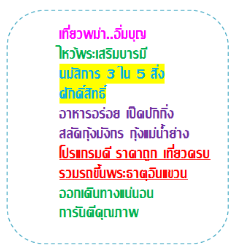 เที่ยวพม่า..อิ่มบุญ
ไหว้พระเสริมบารมี
นมัสการ 3 ใน 5 สิ่ง
ศักดิ์สิทธิ์
อาหารอร่อย เป็ดปักกิ่ง
สลัดกุ้งมังกร กุ้งแม่น้ำย่าง
โปรแกรมดี ราคาถูก เที่ยวครบ
รวมรถขึ้นพระธาตุอินแขวน
ออกเดินทางแน่นอน
การันตีคุณภาพ